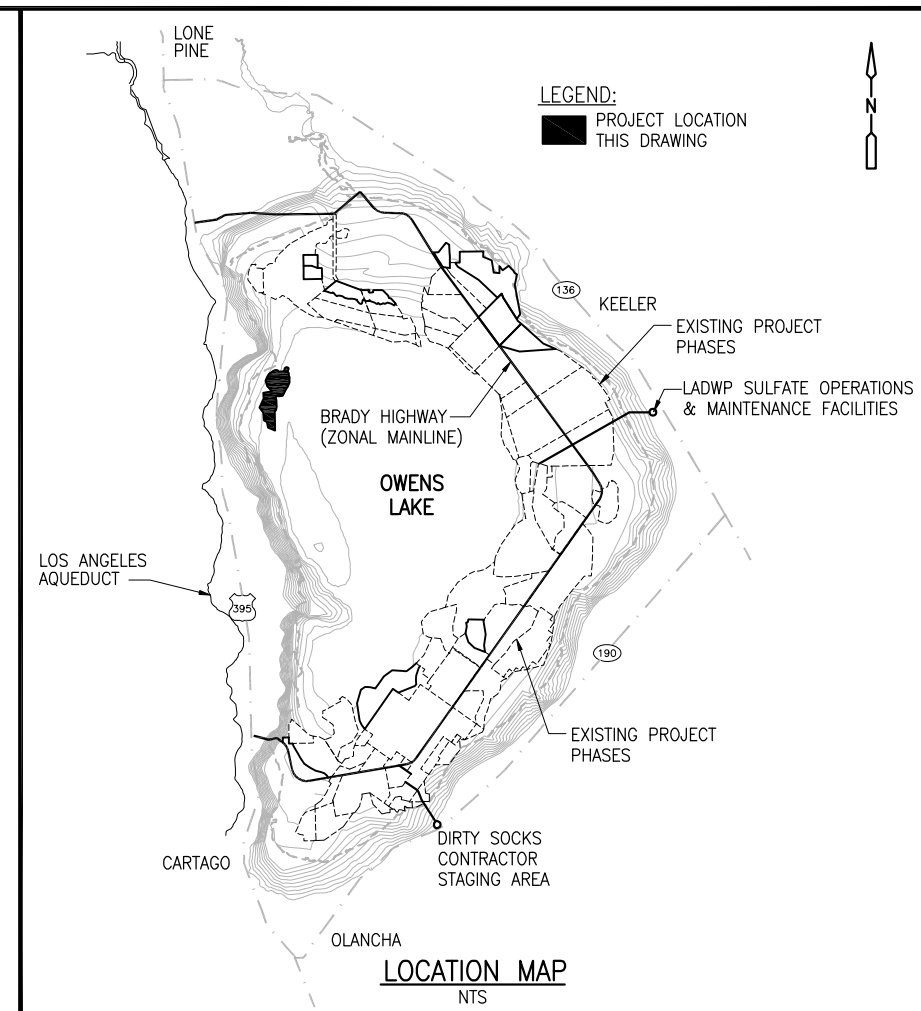 LONE
PINE
LEGEND:
PROJECT LOCATION
THIS DRAWING
N
136
KEELER
EXISTING PROJECT
PHASES
LADWP SULFATE OPERATIONS
& MAINTENANCE FACILITIES
BRADY HIGHWAY
(ZONAL MAINLINE)
OWENS
LAKE
LOS ANGELES
AQUEDUCT
395
190
EXISTING PROJECT
PHASES
DIRTY SOCKS
CONTRACTOR
STAGING AREA
CARTAGO
OLANCHA
LOCATION MAP
NTS